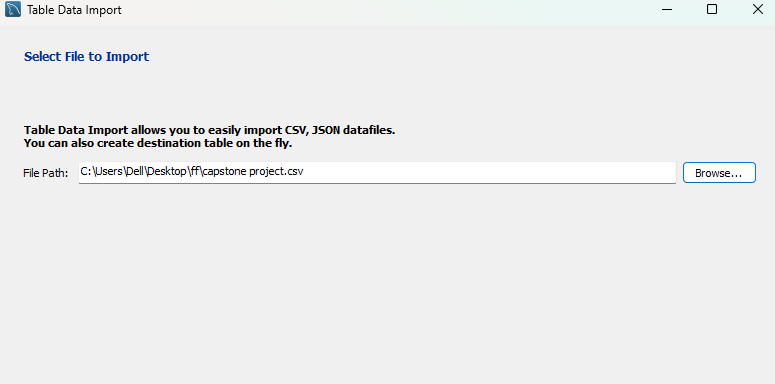 Table Data Import
Select File to Import
Table Data Import allows you to easily import CSV, JSON datafiles.
You can also create destination table on the fly.
File Path: C:\Users\Dell\Desktop\ff\capstone project.csv Browse...